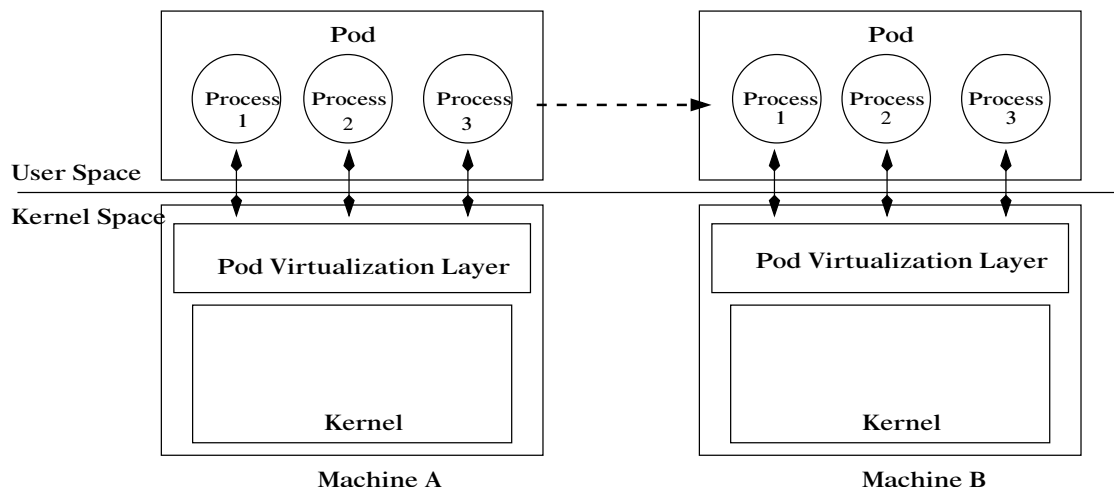 Pod
Process
1
Process
2
Process
3
Pod
Process
1
Process
2
Process
3
User Space
Kernel Space
Pod Virtualization Layer
Pod Virtualization Layer
Kernel
Kernel
Machine A
Machine B